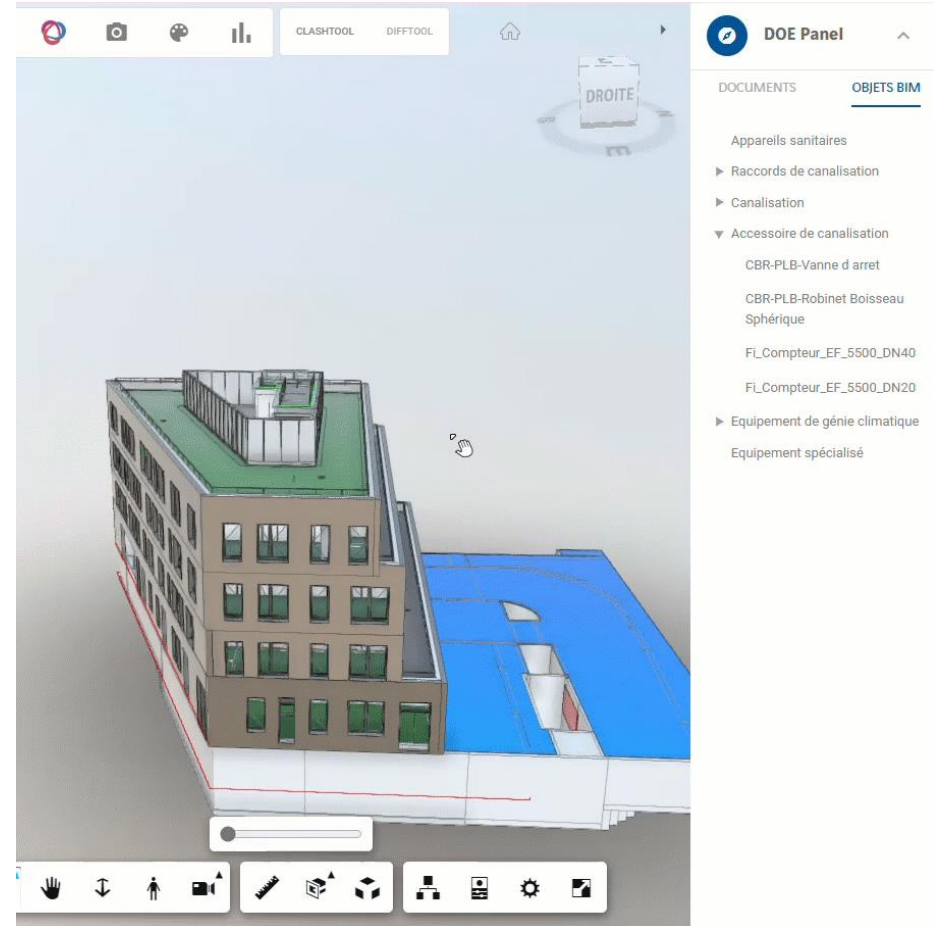 CLASHTOOL
DIFFTOOL
DROITE
E
DOE Panel
DOCUMENTS
OBJETS BIM
Appareils sanitaires
Raccords de canalisation
Canalisation
Accessoire de canalisation
CBR-PLB-Vanne d arret
CBR-PLB-Robinet Boisseau
Sphérique
Fi_Compteur_EF_5500_DN40
Fi_Compteur_EF_5500_DN20
Equipement de génie climatique
Equipement spécialisé